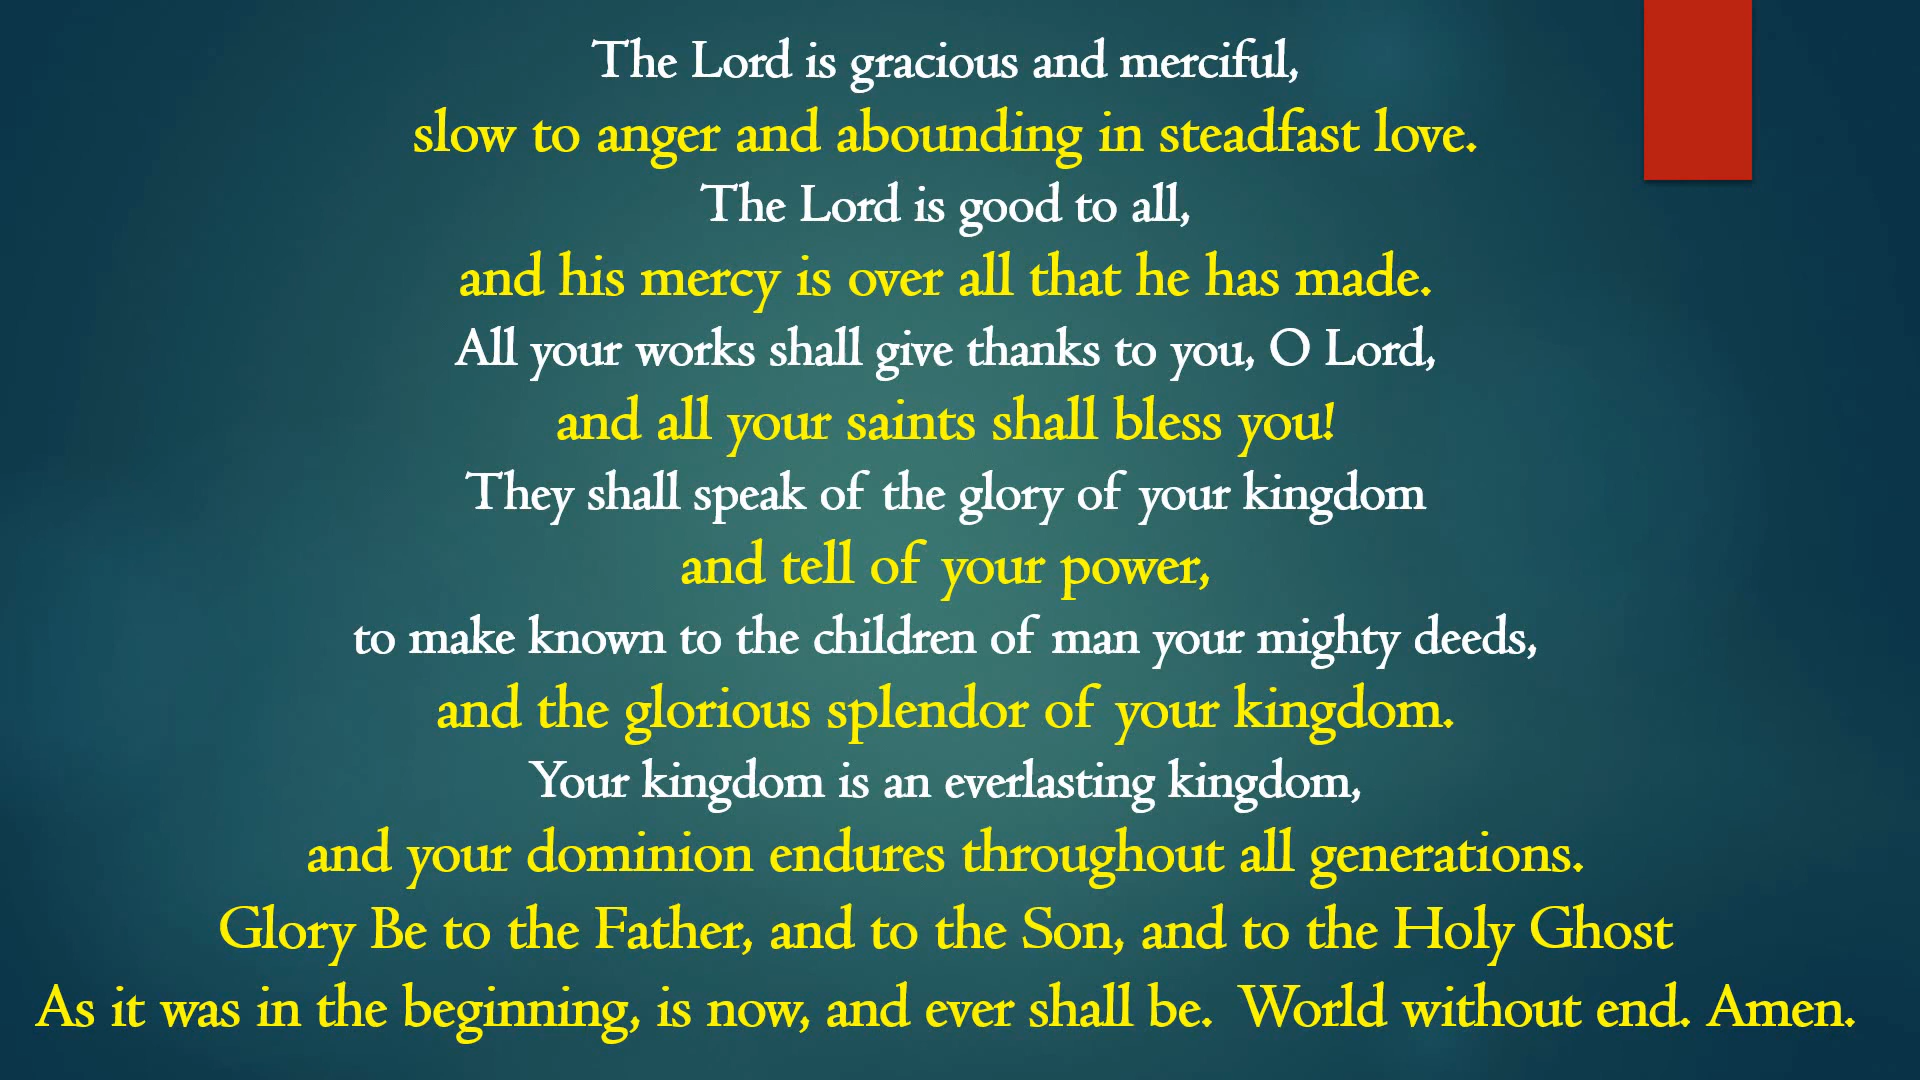 The Lord is gracious and merciful,
slow to anger and abounding in steadfast love.
The Lord is good to all,
and his mercy is over all that he has made.
All your works shall give thanks to you, O Lord,
and all your saints shall bless you!
They shall speak of the glory of your kingdom
and tell of your power,
to make known to the children of man your mighty deeds,
and the glorious splendor of your kingdom.
Your kingdom is an everlasting kingdom,
and your dominion endures throughout all generations.
Glory Be to the Father, and to the Son, and to the Holy Ghost
As it was in the beginning, is now, and ever shall be.  World without end. Amen.